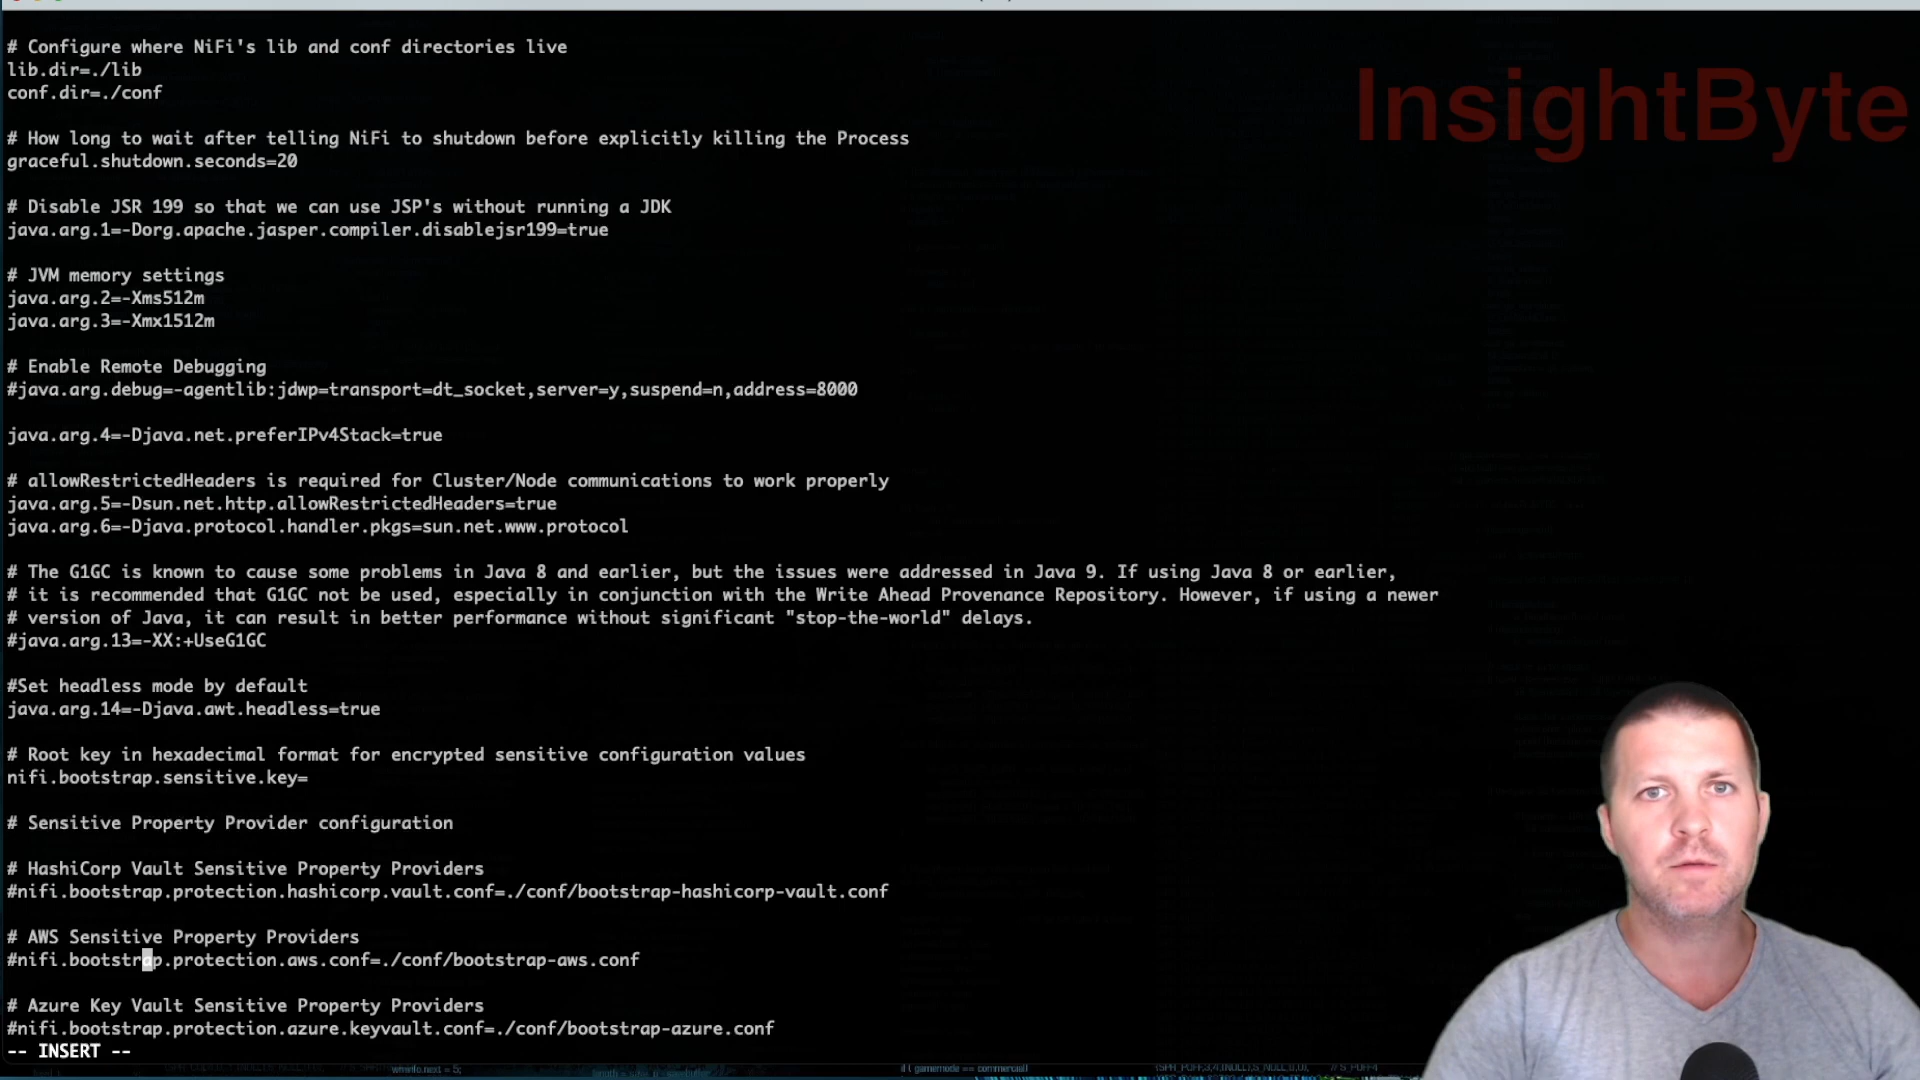 # Configure where NiFi's lib and conf directories live
lib.dir=./lib
conf.dir=./conf
InsightByte
# How long to wait after telling NiFi to shutdown before explicitly killing the Process
graceful.shutdown.seconds=20
# Disable JSR 199 so that we can use JSP's without running a JDK
java.arg.1=-Dorg.apache.jasper.compiler.disablejsr199=true
# JVM memory settings
java.arg.2=-Xms512m
java.arg.3=-Xmx1512m
# Enable Remote Debugging
#java.arg.debug=-agentlib:jdwp=transport=dt_socket,server=y,suspend=n,address=8000
java.arg.4=-Djava.net.preferIPv4Stack=true
# allowRestrictedHeaders is required for Cluster/Node communications to work properly
java.arg.5=-Dsun.net.http.allowRestrictedHeaders=true
java.arg.6=-Djava.protocol.handler.pkgs=sun.net.www.protocol
# The G1GC is known to cause some problems in Java 8 and earlier, but the issues were addressed in Java 9. If using Java 8 or earlier,
# it is recommended that G1GC not be used, especially in conjunction with the Write Ahead Provenance Repository. However, if using a newer
# version of Java, it can result in better performance without significant "stop-the-world" delays.
#java.arg.13=-XX:+UseG1GC
#Set headless mode by default
java.arg.14=-Djava.awt.headless=true
# Root key in hexadecimal format for encrypted sensitive configuration values
nifi.bootstrap.sensitive.key=
# Sensitive Property Provider configuration
# HashiCorp Vault Sensitive Property Providers
#nifi.bootstrap.protection.hashicorp.vault.conf=./conf/bootstrap-hashicorp-vault.conf
# AWS Sensitive Property Providers
#nifi.bootstrap.protection.aws.conf=./conf/bootstrap-aws.conf
# Azure Key Vault Sensitive Property Providers
#nifi.bootstrap.protection.azure.keyvault.conf=./conf/bootstrap-azure.conf
-- INSERT --